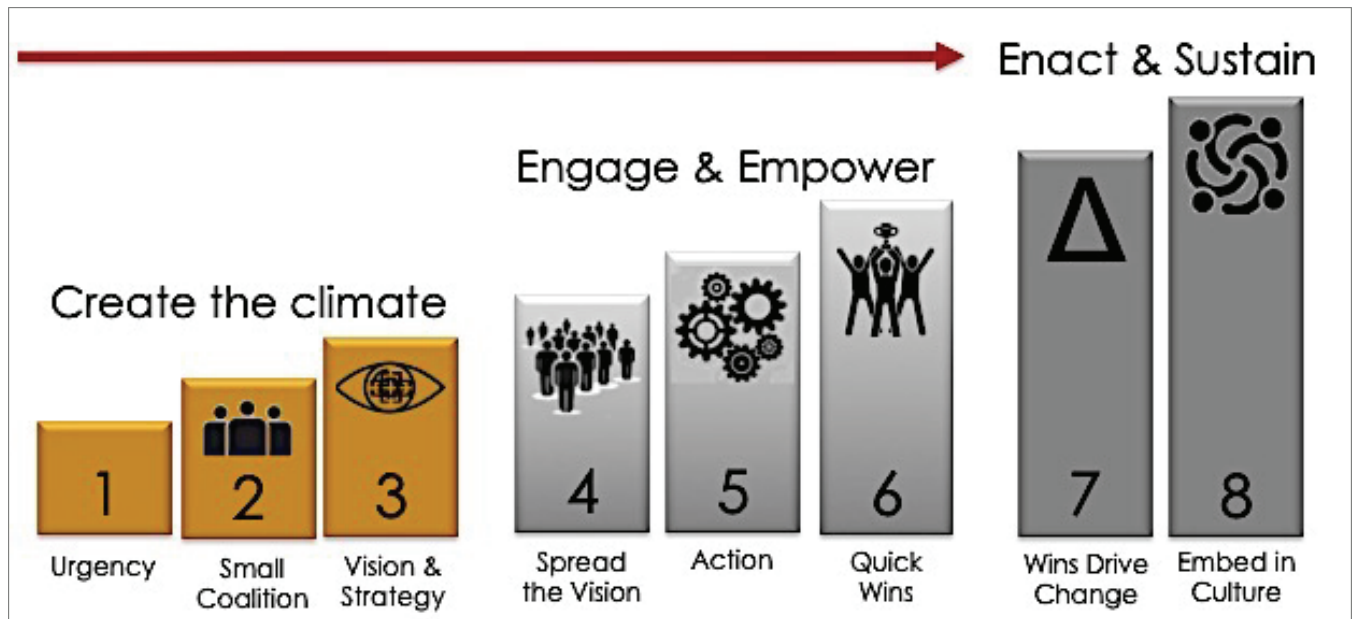 Enact & Sustain
Engage & Empower
Create the climate
1
2
3
4
5
6
Δ
7
8
Urgency
Small
Coalition
Vision &
Strategy
Spread
the Vision
Action
Quick
Wins
Wins Drive
Change
Embed in
Culture